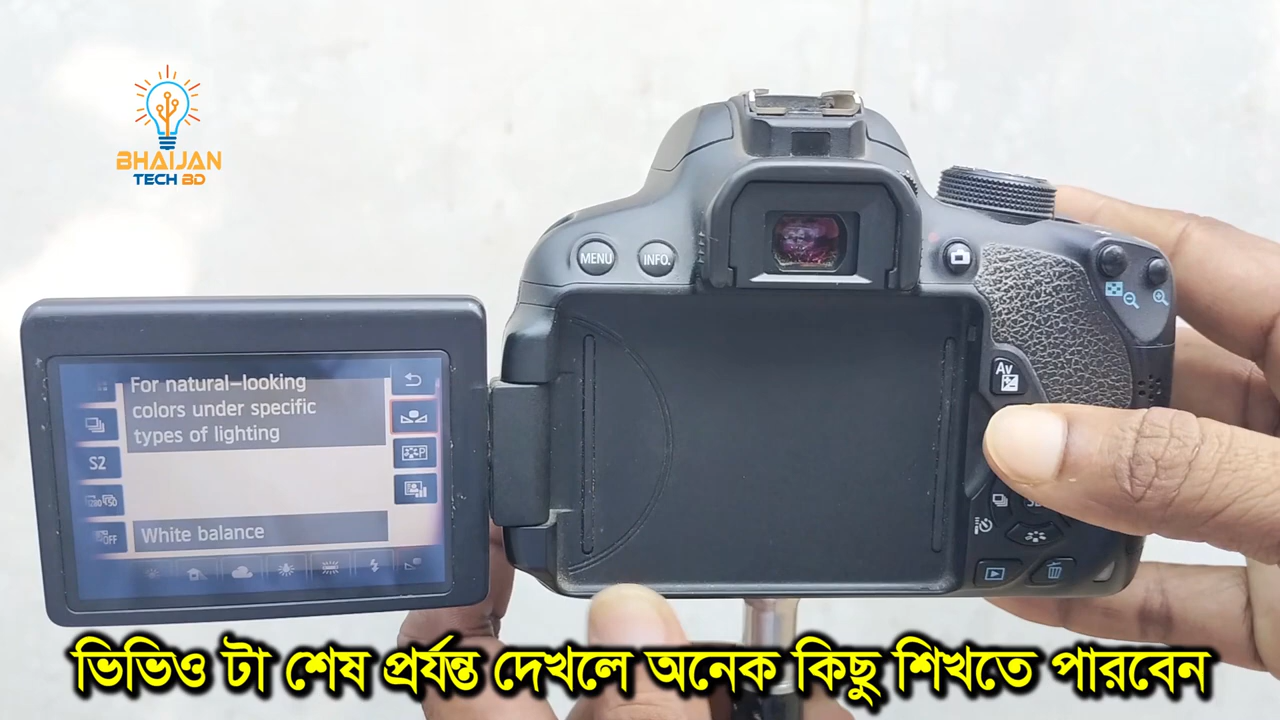 BHAIJAN
TECH BD
MENU
INFO.
Av
For natural-looking
colors under specific
types of lighting
S2
White balance
OFF
P
ভিভিও টা শেষ প্রর্যন্ত দেখলে অনেক কিছু শিখতে পারবেন